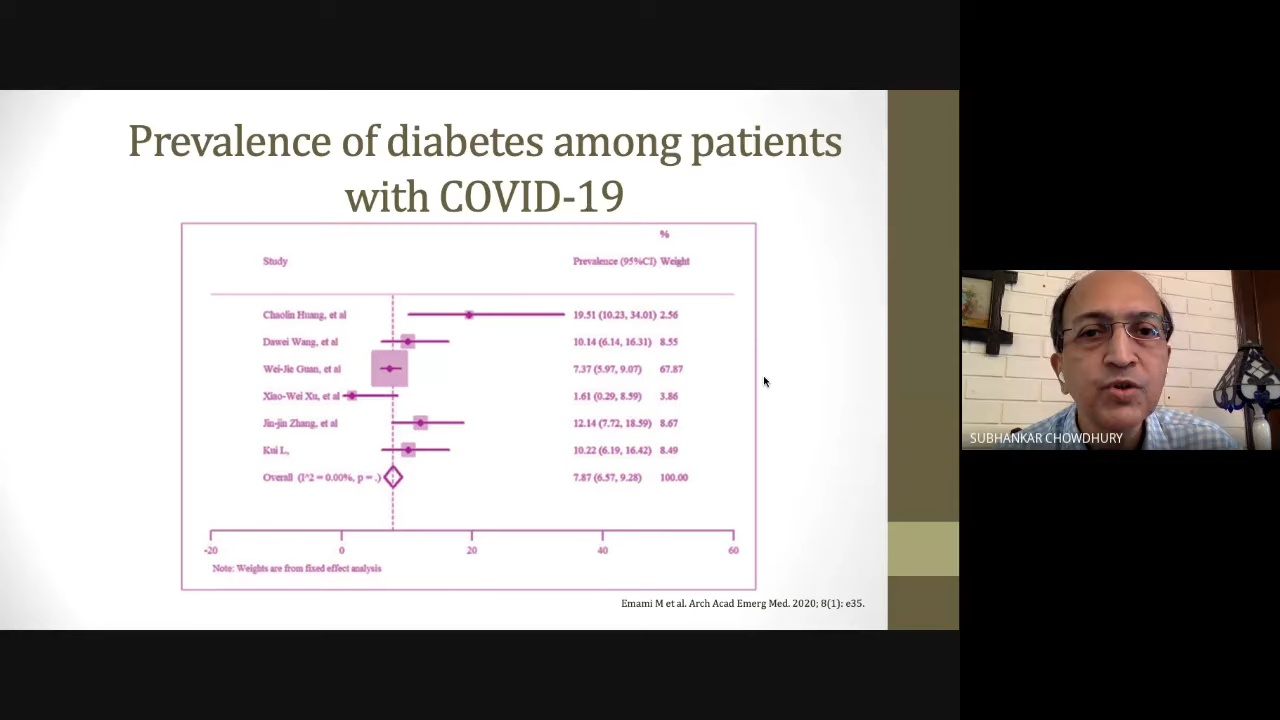 Prevalence of diabetes among patients
with COVID-19
%
Study Prevalence (95%CI) Weight
Chaolin Huang, et al 19.51 (10.23, 34.01) 2.56
Dawei Wang, et al 10.14 (6.14, 16.31) 8.55
Wei-Jie Guan, et al 7.37 (5.97, 9.07) 67.87
Xiao-Wei Xu, et al 1.61 (0.29, 8.59) 3.86
Jin-jin Zhang, et al 12.14 (7.72, 18.59) 8.67
Kui L, 10.22 (6.19, 16.42) 8.49
Overall (I^2 = 0.00%, p = .) 7.87 (6.57, 9.28) 100.00
-20 0 20 40 60
Note: Weights are from fixed effect analysis
Emami M et al. Arch Acad Emerg Med. 2020; 8(1): e35.
SUBHANKAR CHOWDHURY